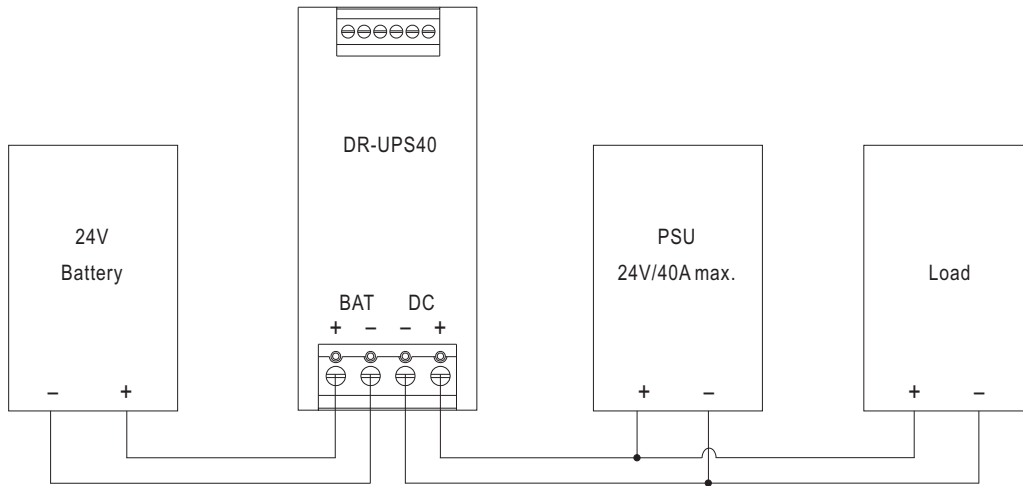 DR-UPS40
24V
Battery
PSU
24V/40A max.
Load
BAT DC
+ − − +
− +
+ −
+ −